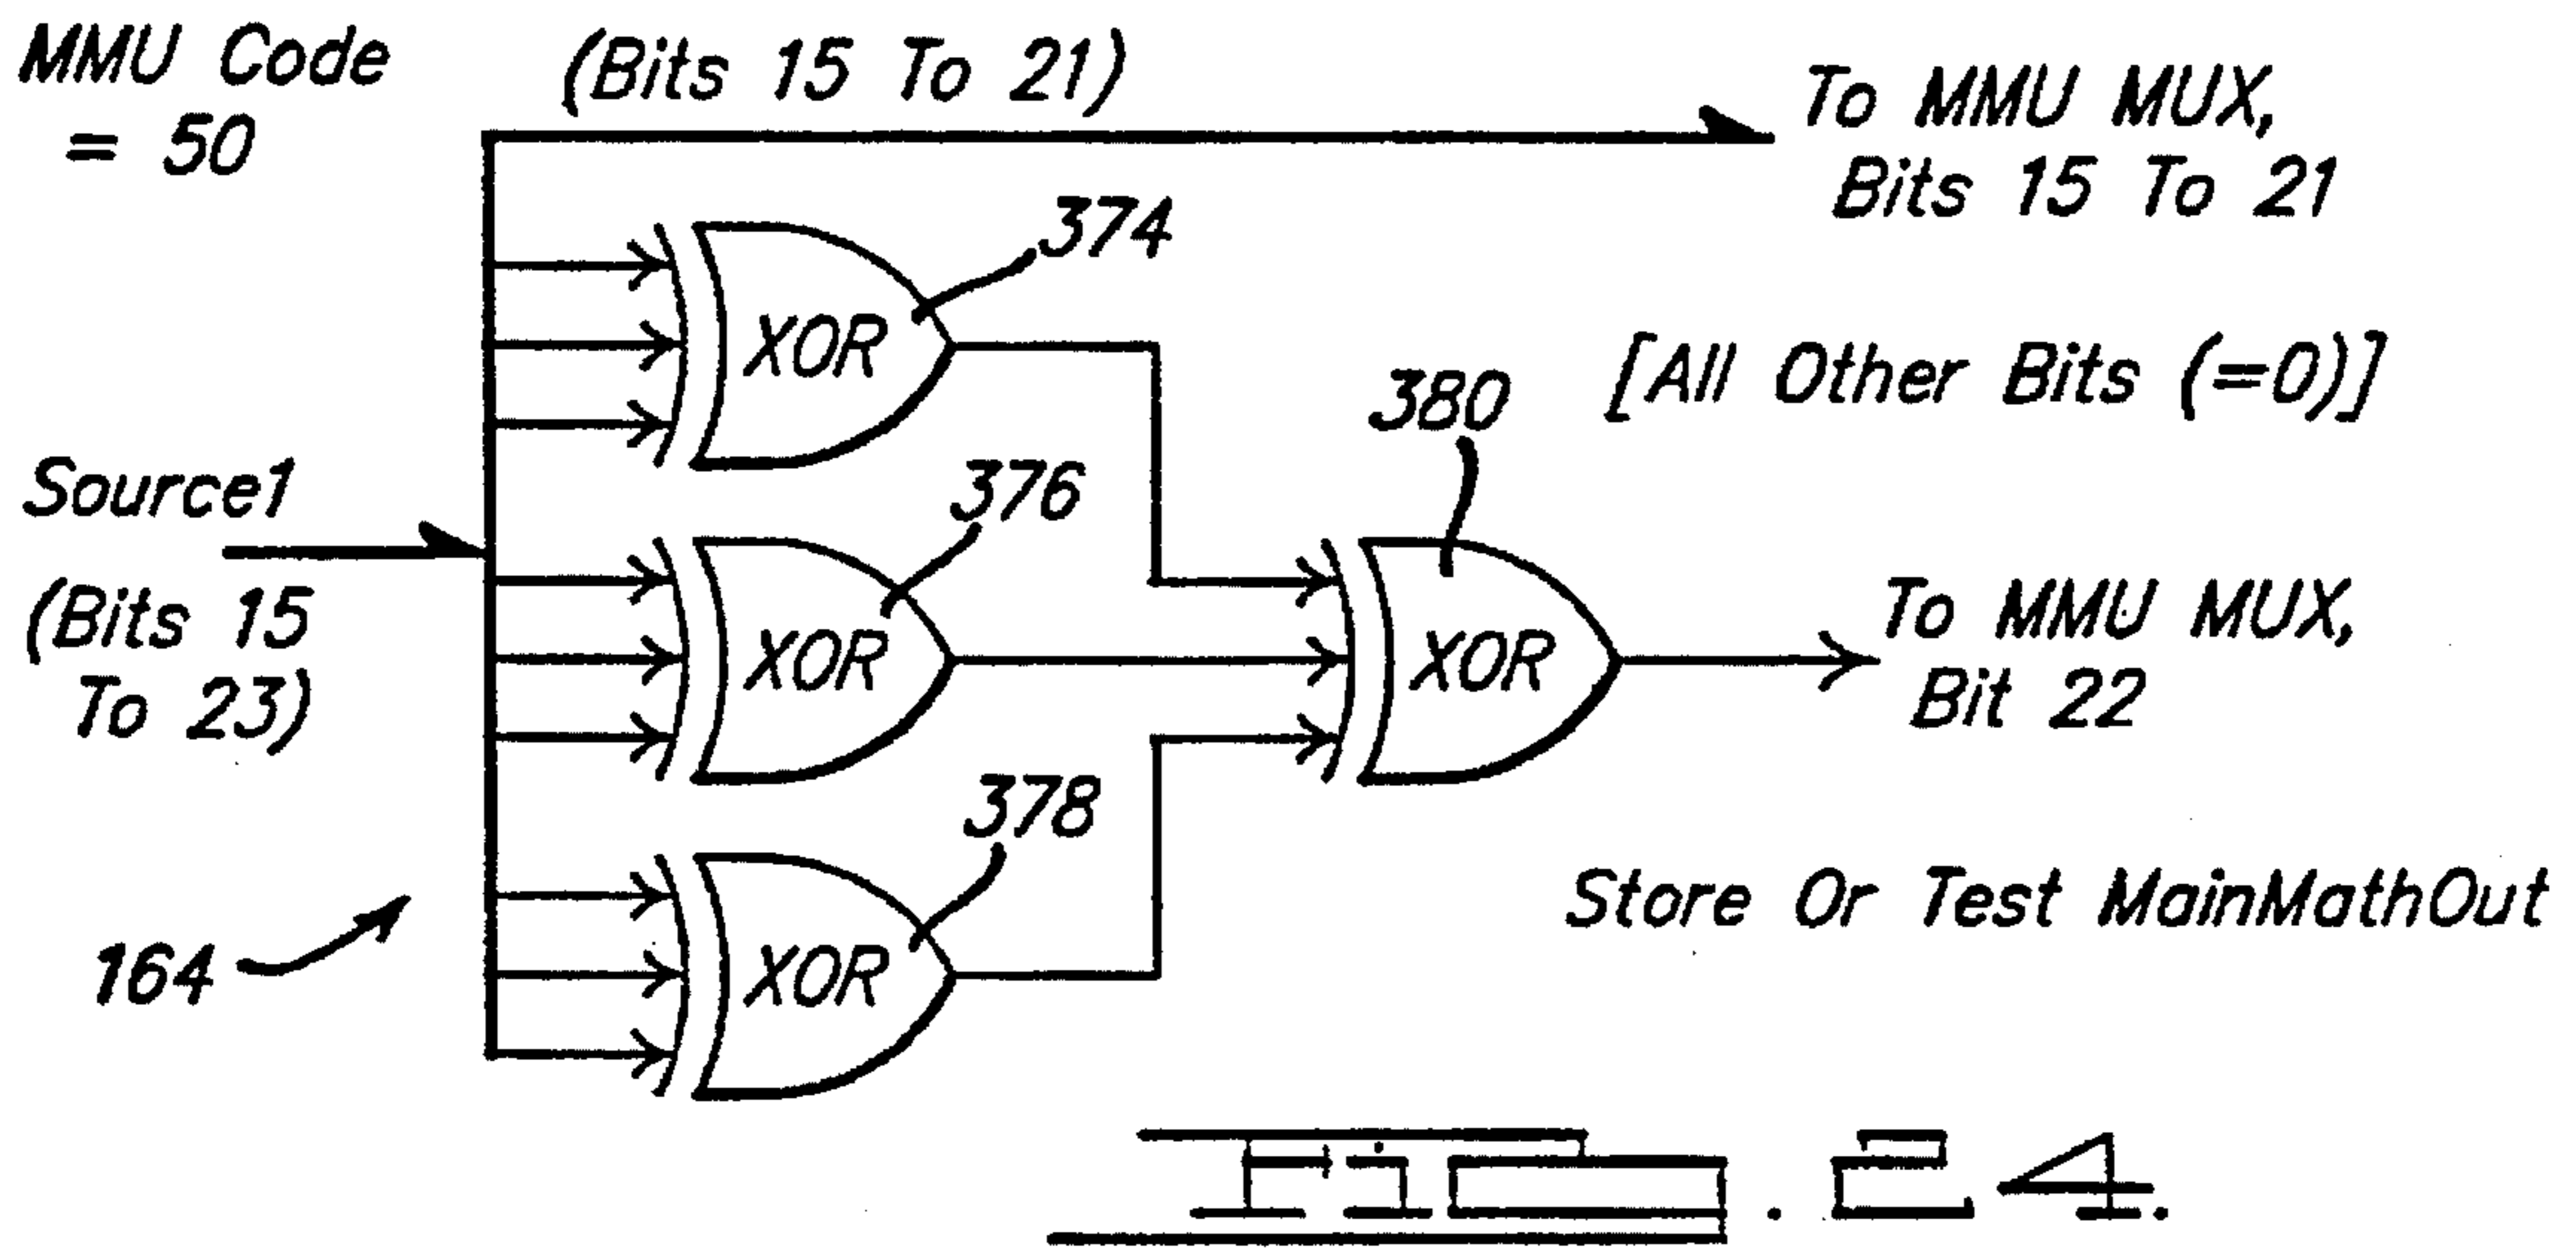 MMU Code
= 50
(Bits 15 To 21)
To MMU MUX,
Bits 15 To 21
374
XOR
[All Other Bits (=0)]
380
Source1
(Bits 15
To 23)
376
XOR
XOR
To MMU MUX,
Bit 22
378
XOR
Store Or Test MainMathOut
164
FIG. 24.